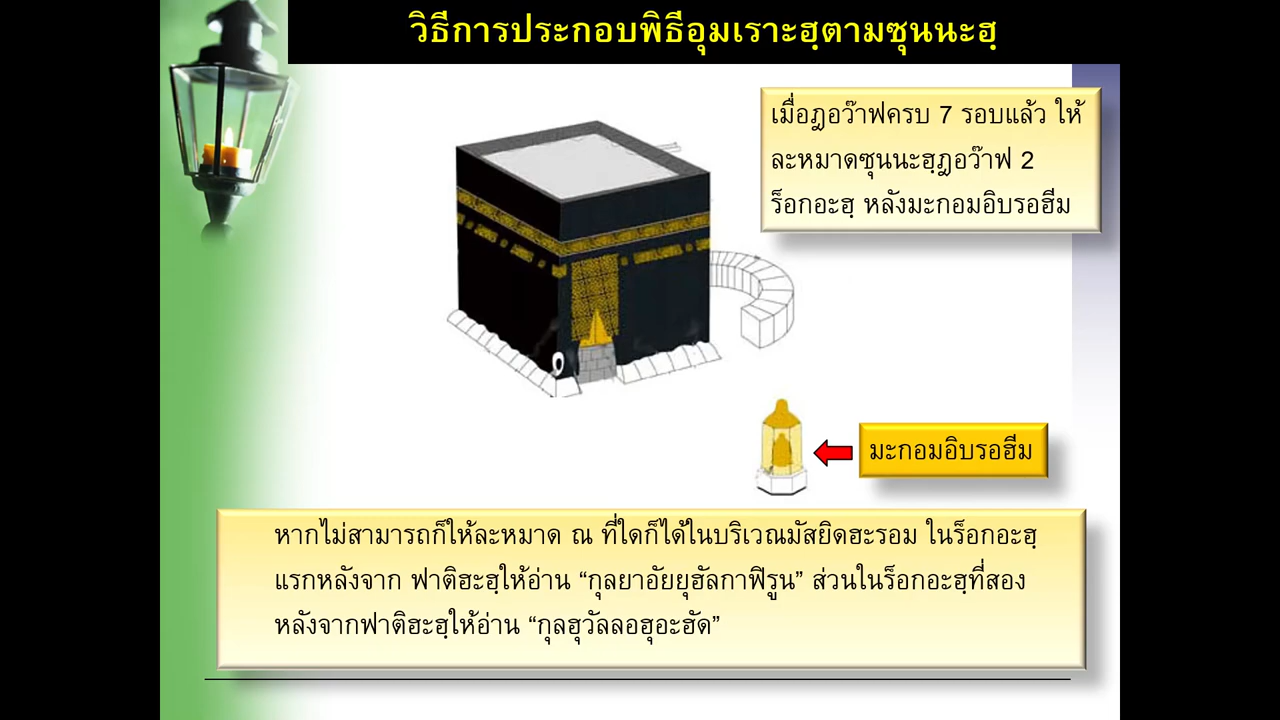 วิธีการประกอบพิธีอุมเราะฮฺตามซุนนะฮฺ
เมื่อฎอว๊าฟครบ 7 รอบแล้ว ให้
ละหมาดซุนนะฮฺฎอว๊าฟ 2
ร็อกอะฮฺ หลังมะกอมอิบรอฮีม
มะกอมอิบรอฮีม
หากไม่สามารถก็ให้ละหมาด ณ ที่ใดก็ได้ในบริเวณมัสยิดฮะรอม ในร็อกอะฮฺ
แรกหลังจาก ฟาติฮะฮฺให้อ่าน “กุลยาอัยยุฮัลกาฟิรูน” ส่วนในร็อกอะฮฺที่สอง
หลังจากฟาติฮะฮฺให้อ่าน “กุลฮุวัลลอฮุอะฮัด”